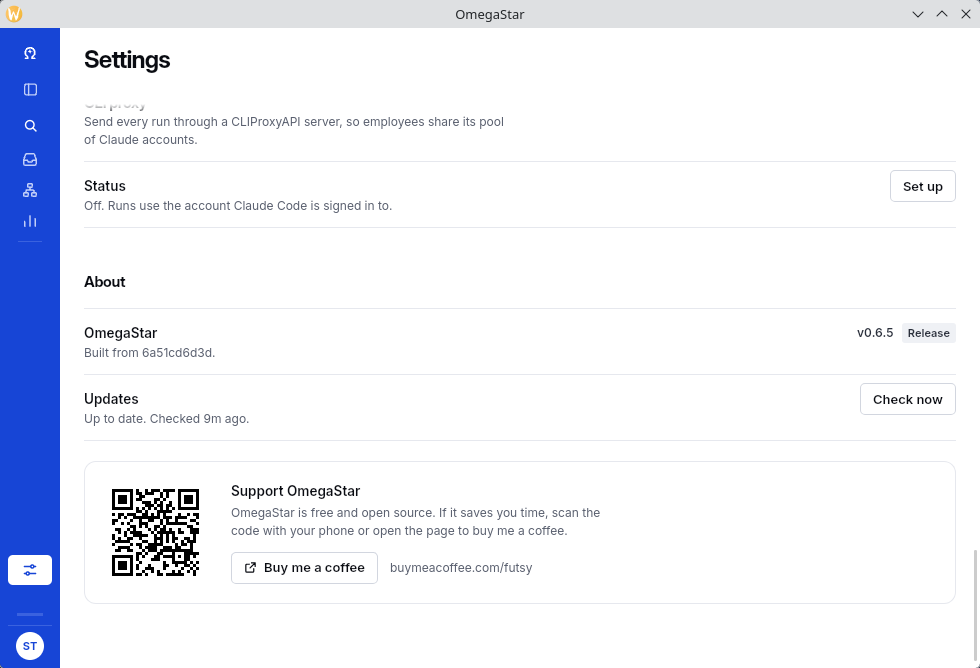 W
OmegaStar
Settings
Send every run through a CLIProxyAPI server, so employees share its pool
of Claude accounts.
Status
Set up
Off. Runs use the account Claude Code is signed in to.
About
OmegaStar
v0.6.5 Release
Built from 6a51cd6d3d.
Updates
Check now
Up to date. Checked 9m ago.
Support OmegaStar
OmegaStar is free and open source. If it saves you time, scan the
code with your phone or open the page to buy me a coffee.
Buy me a coffee buymeacoffee.com/futsy
ST